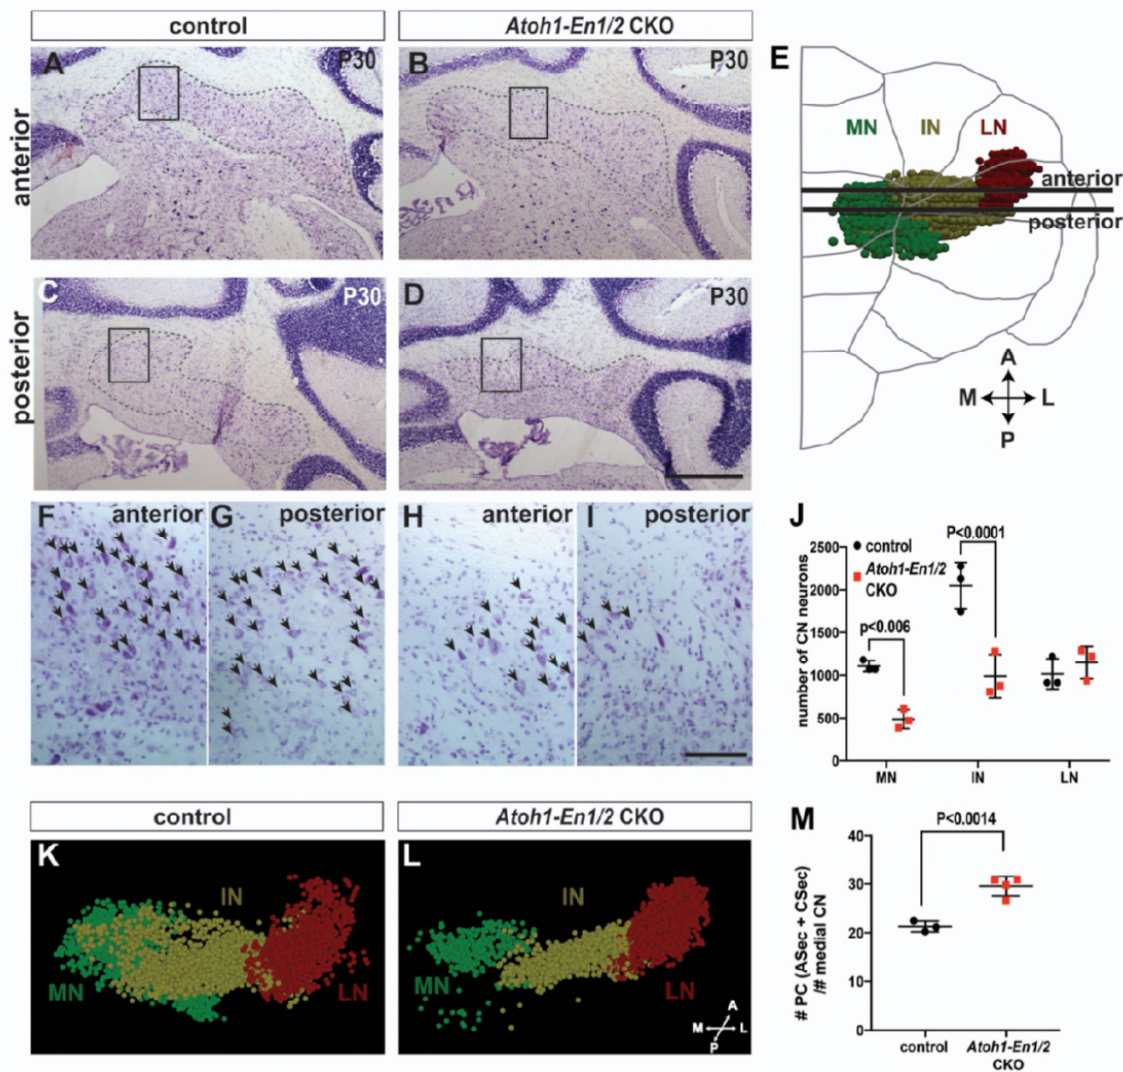 control
Atoh1-En1/2 CKO
anterior
A
P30
B
P30
E
MN
IN
LN
anterior
posterior
A
M
L
P
posterior
C
P30
D
P30
F
anterior
G
posterior
H
anterior
I
posterior
J
P<0.0001
control
Atoh1-En1/2
CKO
p<0.006
number of CN neurons
2500
2000
1500
1000
500
0
MN
IN
LN
control
Atoh1-En1/2 CKO
K
IN
MN
LN
L
IN
MN
LN
A
M
L
P
M
P<0.0014
# PC (ASec + CSec)
/# medial CN
40
30
20
10
0
control
Atoh1-En1/2
CKO